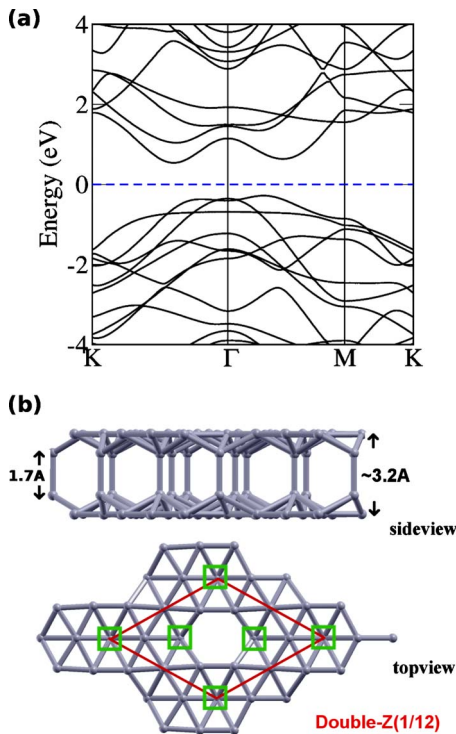 (a)
4
2
0
-2
-4
Energy (eV)
K Γ M K
(b)
1.7A
~3.2A
sideview
topview
Double-Z(1/12)